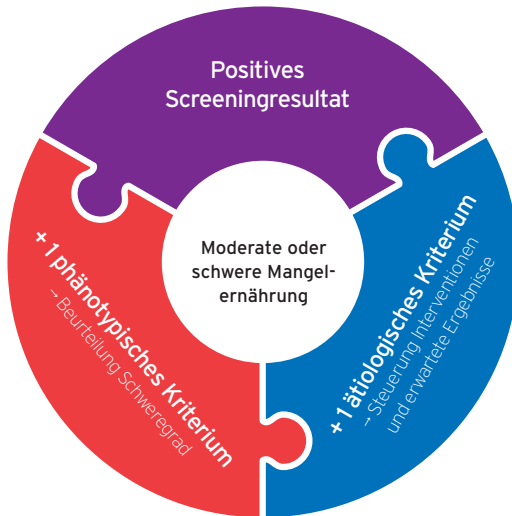 Positives
Screeningresultat
Moderate oder
schwere Mangel-
ernährung
+ 1 phänotypisches Kriterium
→ Beurteilung Schweregrad
+ 1 ätiologisches Kriterium
→ Steuerung Interventionen
und erwartete Ergebnisse